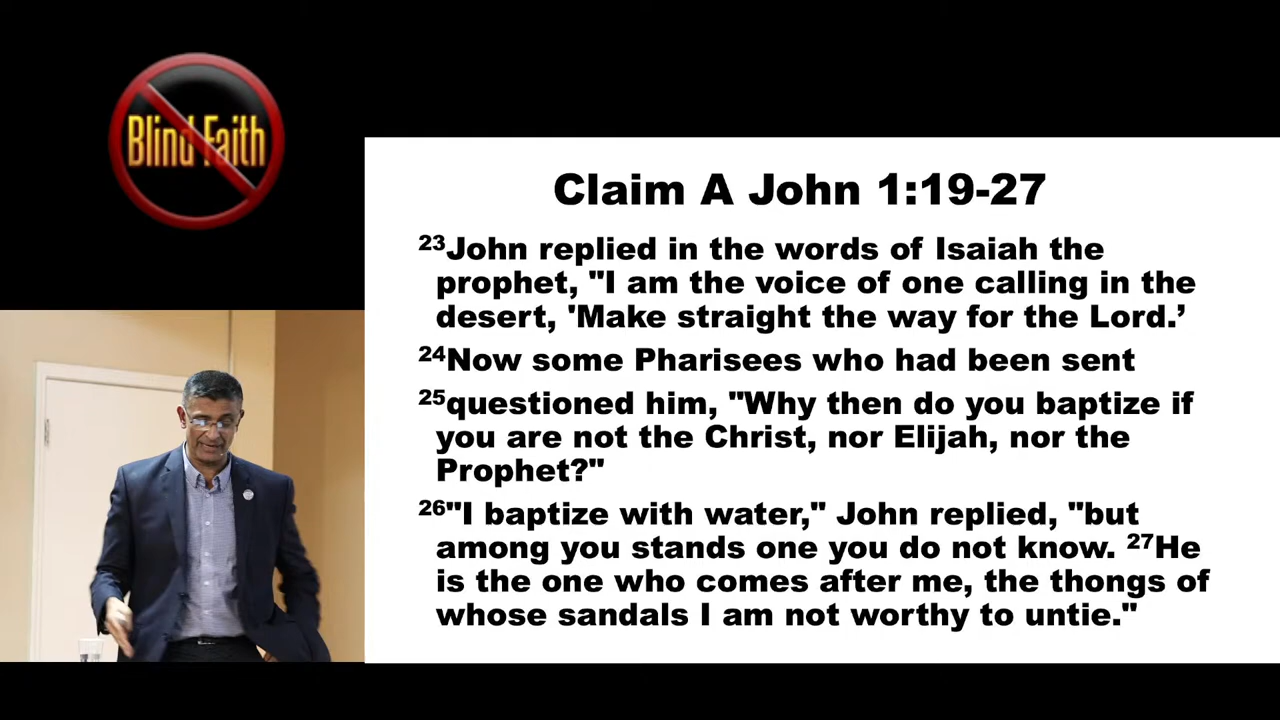 Blind Faith
Claim A John 1:19-27
23John replied in the words of Isaiah the
prophet, "I am the voice of one calling in the
desert, 'Make straight the way for the Lord.’
24Now some Pharisees who had been sent
25questioned him, "Why then do you baptize if
you are not the Christ, nor Elijah, nor the
Prophet?"
26"I baptize with water," John replied, "but
among you stands one you do not know. 27He
is the one who comes after me, the thongs of
whose sandals I am not worthy to untie."